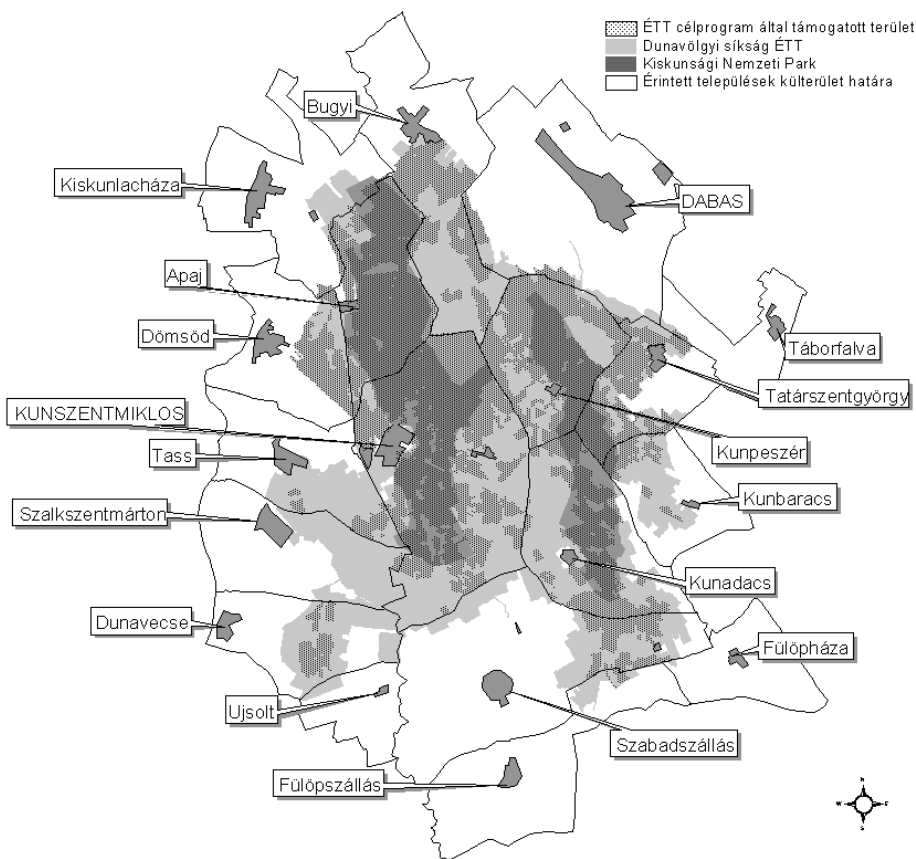 ÉTT célprogram által támogatott terület
Dunavölgyi síkság ÉTT
Kiskunsági Nemzeti Park
Érintett települések külterület határa
Bugyi
Kiskunlacháza
DABAS
Apaj
Dömsöd
Táborfalva
Tatárszentgyörgy
KUNSZENTMIKLOS
Tass
Kunpeszér
Kunbaracs
Szalkszentmárton
Kunadacs
Dunavecse
Fülöpháza
Ujsolt
Szabadszállás
Fülöpszállás
N
W E
S